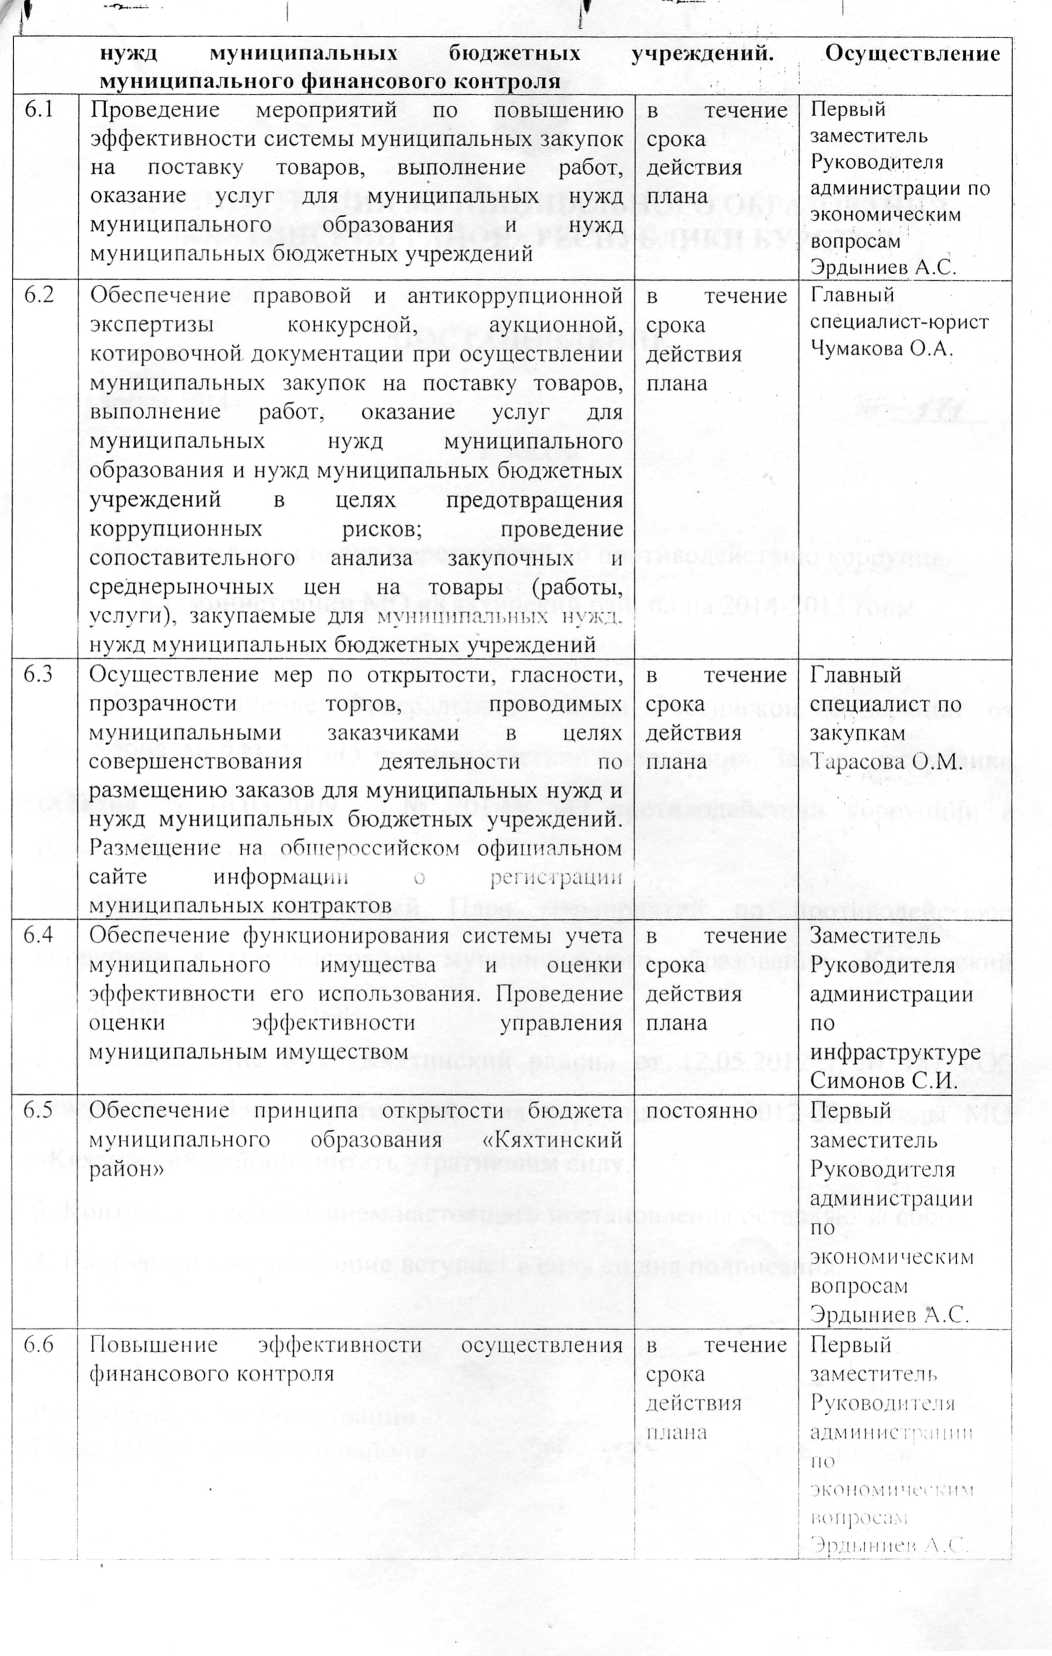 нужд муниципальных бюджетных учреждений. Осуществление
муниципального финансового контроля
6.1
Проведение мероприятий по повышению
эффективности системы муниципальных закупок
на поставку товаров, выполнение работ,
оказание услуг для муниципальных нужд
муниципального образования и нужд
муниципальных бюджетных учреждений
в течение
срока
действия
плана
Первый
заместитель
Руководителя
администрации по
экономическим
вопросам
Эрдыниев А.С.
6.2
Обеспечение правовой и антикоррупционной
экспертизы конкурсной, аукционной,
котировочной документации при осуществлении
муниципальных закупок на поставку товаров,
выполнение работ, оказание услуг для
муниципальных нужд муниципального
образования и нужд муниципальных бюджетных
учреждений в целях предотвращения
коррупционных рисков; проведение
сопоставительного анализа закупочных и
среднерыночных цен на товары (работы,
услуги), закупаемые для муниципальных нужд,
нужд муниципальных бюджетных учреждений
в течение
срока
действия
плана
Главный
специалист-юрист
Чумакова О.А.
6.3
Осуществление мер по открытости, гласности,
прозрачности торгов, проводимых
муниципальными заказчиками в целях
совершенствования деятельности по
размещению заказов для муниципальных нужд и
нужд муниципальных бюджетных учреждений.
Размещение на общероссийском официальном
сайте информации о регистрации
муниципальных контрактов
в течение
срока
действия
плана
Главный
специалист по
закупкам
Тарасова О.М.
6.4
Обеспечение функционирования системы учета
муниципального имущества и оценки
эффективности его использования. Проведение
оценки эффективности управления
муниципальным имуществом
в течение
срока
действия
плана
Заместитель
Руководителя
администрации
по
инфраструктуре
Симонов С.И.
6.5
Обеспечение принципа открытости бюджета
муниципального образования «Кяхтинский
район»
постоянно
Первый
заместитель
Руководителя
администрации
по
экономическим
вопросам
Эрдыниев А.С.
6.6
Повышение эффективности осуществления
финансового контроля
в течение
срока
действия
плана
Первый
заместитель
Руководителя
администрации
по
экономическим
вопросам
Эрдыниев А.С.